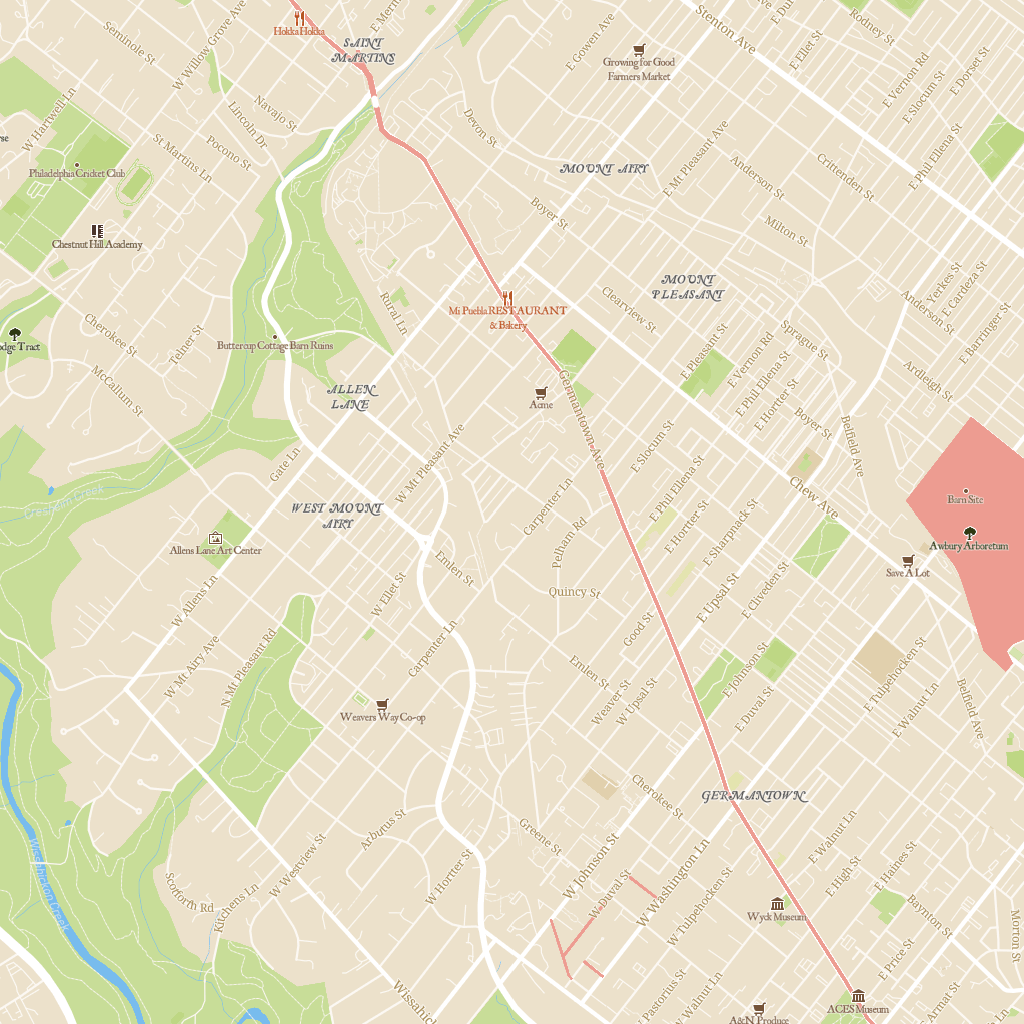 Hokka Hokka
SAINT
MARTINS
Seminole St
W Willow Grove Ave
E Gowen Ave
Stenton Ave
Growing for Good
Farmers Market
Rodney St
E Ellet St
E Vernon Rd
E Slocum St
E Dorset St
E Phil Ellena St
W Hartwell Ln
Navajo St
Lincoln Dr
Pocono St
St Martins Ln
Devon St
MOUNT AIRY
E Mt Pleasant Ave
Anderson St
Crittenden St
Philadelphia Cricket Club
Chestnut Hill Academy
Boyer St
Milton St
MOUNT
PLEASANT
Mi Puebla RESTAURANT
& Bakery
Clearview St
Yerkes St
E Cardeza St
Anderson St
E Barringer St
Rural Ln
Cherokee St
Telner St
Buttercup Cottage Barn Ruins
McCallum St
ALLEN
LANE
Acme
Germantown Ave
E Pleasant St
E Vernon Rd
E Phil Ellena St
E Hortter St
Sprague St
Boyer St
Ardleigh St
Belfield Ave
Gate Ln
W Mt Pleasant Ave
E Slocum St
E Phil Ellena St
Chew Ave
Barn Site
Awbury Arboretum
Save A Lot
WEST MOUNT
AIRY
Allens Lane Art Center
Carpenter Ln
Pelham Rd
E Hortter St
E Sharpnack St
Emlen St
Quincy St
E Upsal St
E Cliveden St
W Ellet St
W Allens Ln
W Mt Airy Ave
N Mt Pleasant Rd
Carpenter Ln
Good St
Emlen St
Weaver St
W Upsal St
E Johnson St
E Duval St
E Tulpehocken St
E Walnut Ln
Belfield Ave
Weavers Way Co-op
Cherokee St
GERMANTOWN
Wissahickon Creek
Arbutus St
Greene St
W Hortter St
W Westview St
Scotforth Rd
Kitchens Ln
W Johnson St
W Duval St
W Washington Ln
W Tulpehocken St
E Walnut Ln
E High St
E Haines St
Wyck Museum
Baynton St
Morton St
E Price St
W Pastorius St
W Walnut Ln
ACES Museum
A&N Produce